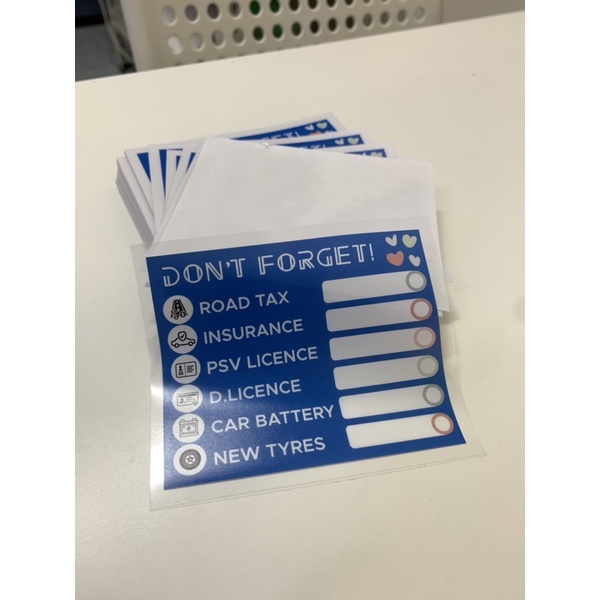 DON'T FORGET!
ROAD TAX
INSURANCE
PSV LICENCE
D.LICENCE
CAR BATTERY
NEW TYRES